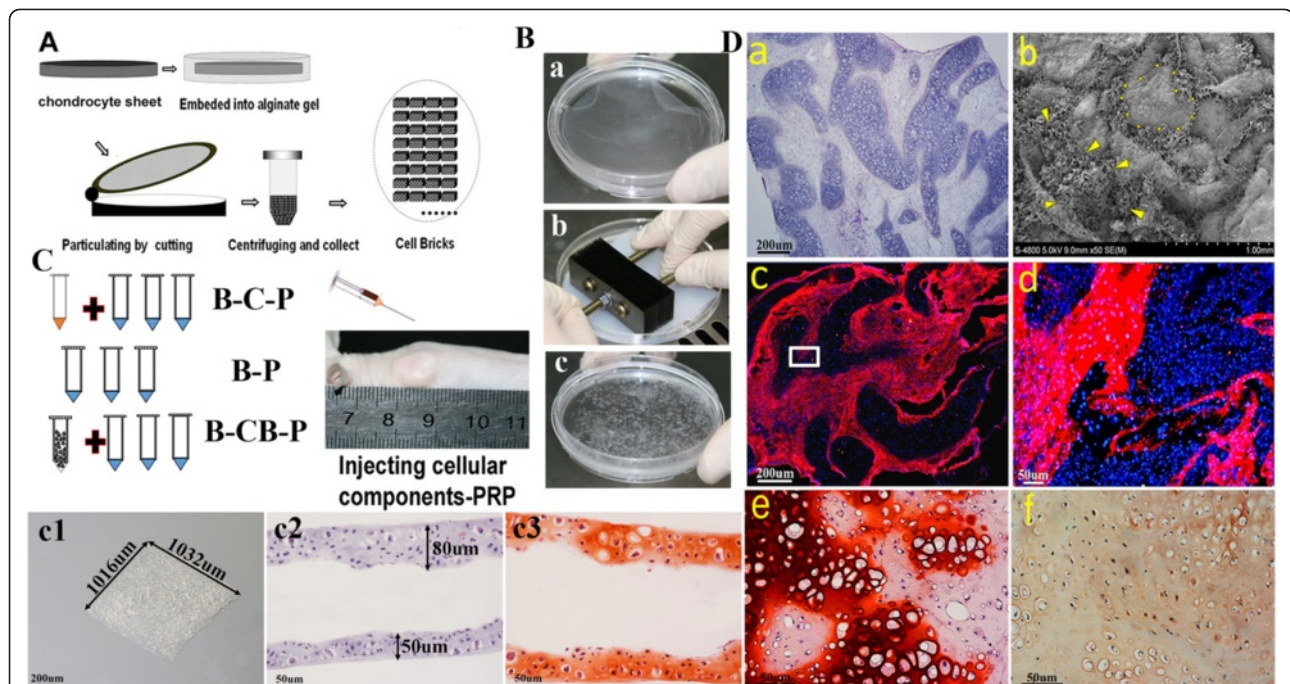 A
chondrocyte sheet
Embeded into alginate gel
Particulating by cutting
Centrifuging and collect
Cell Bricks
B
a
b
c
C
B-C-P
B-P
B-CB-P
7 8 9 10 11
Injecting cellular
components-PRP
c1
1016um
1032um
200um
c2
80um
50um
50um
c3
50um
D
a
200um
b
S-4800 5.0kV 9.0mm x50 SE(M)
1.00mm
c
200um
d
50um
e
50um
f
50um